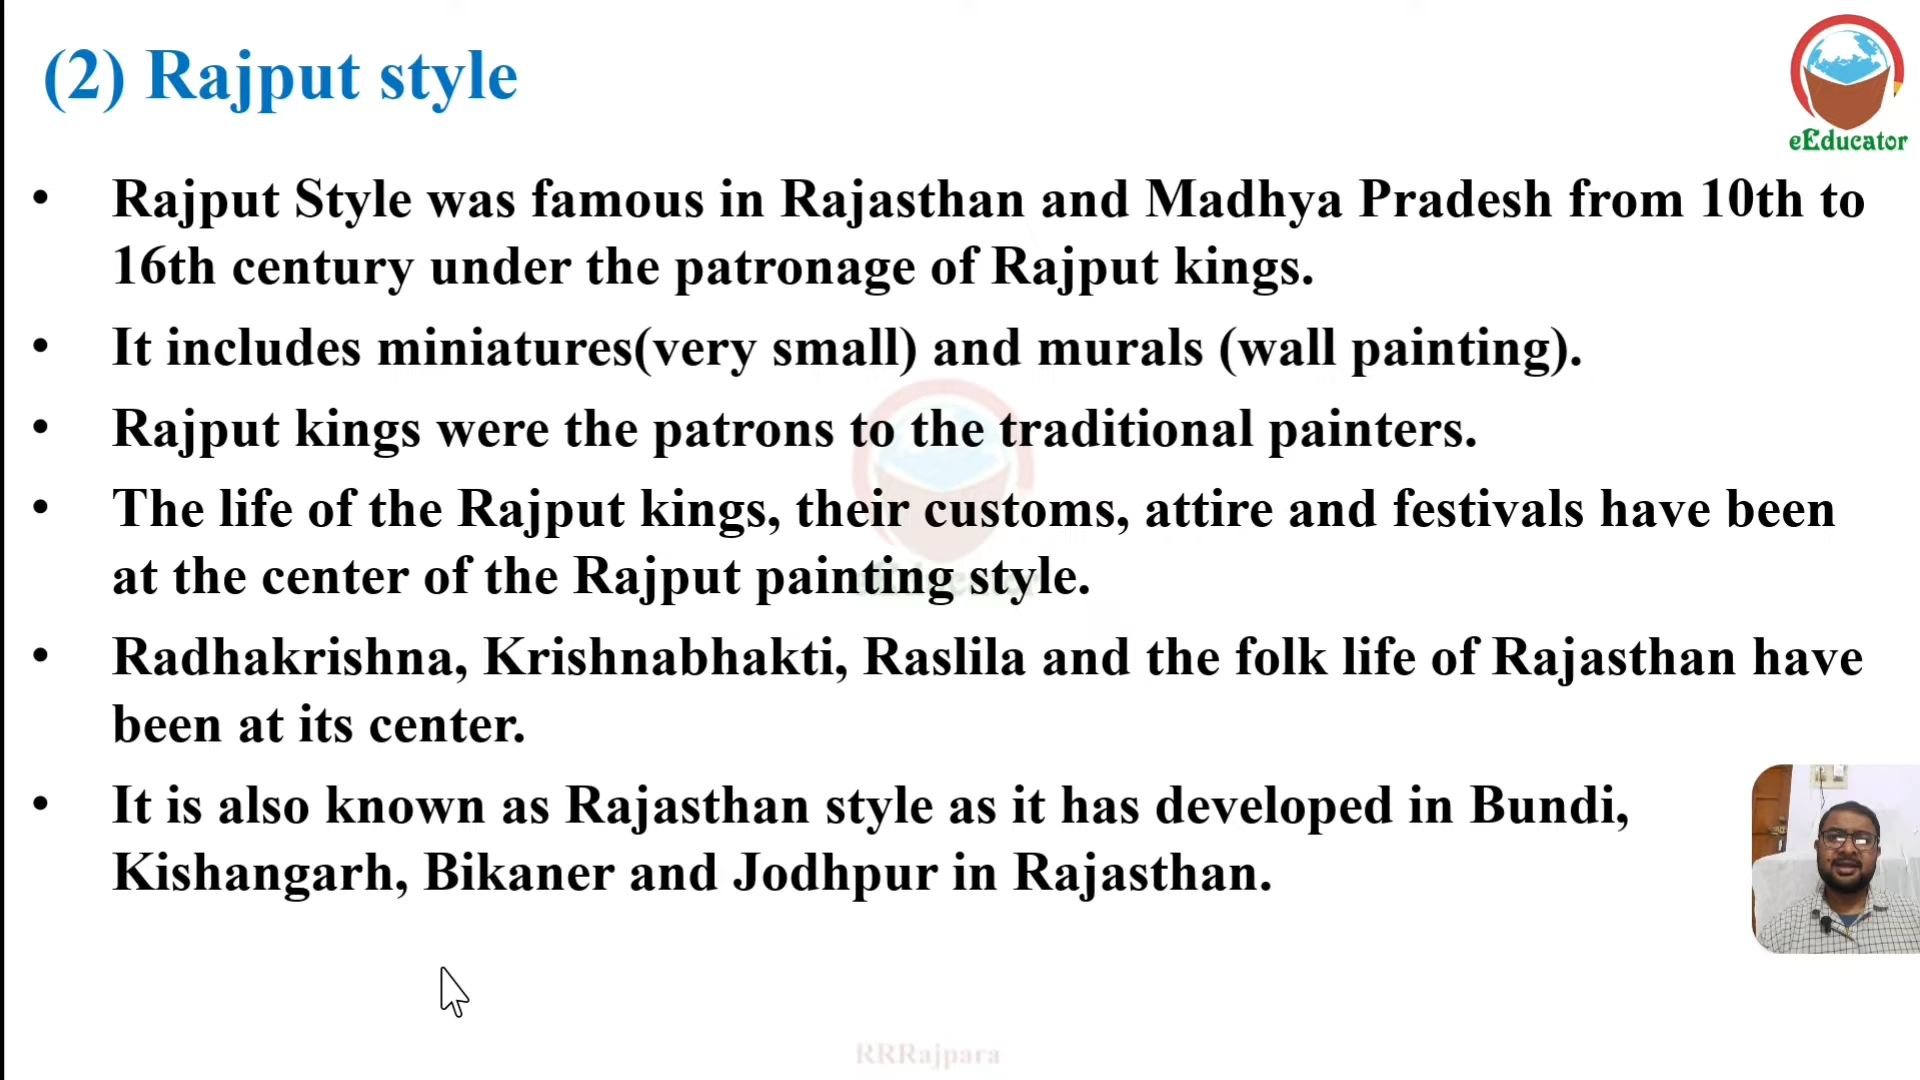 (2) Rajput style
eEducator
• Rajput Style was famous in Rajasthan and Madhya Pradesh from 10th to
16th century under the patronage of Rajput kings.
• It includes miniatures(very small) and murals (wall painting).
• Rajput kings were the patrons to the traditional painters.
• The life of the Rajput kings, their customs, attire and festivals have been
at the center of the Rajput painting style.
• Radhakrishna, Krishnabhakti, Raslila and the folk life of Rajasthan have
been at its center.
• It is also known as Rajasthan style as it has developed in Bundi,
Kishangarh, Bikaner and Jodhpur in Rajasthan.
RRRajpara